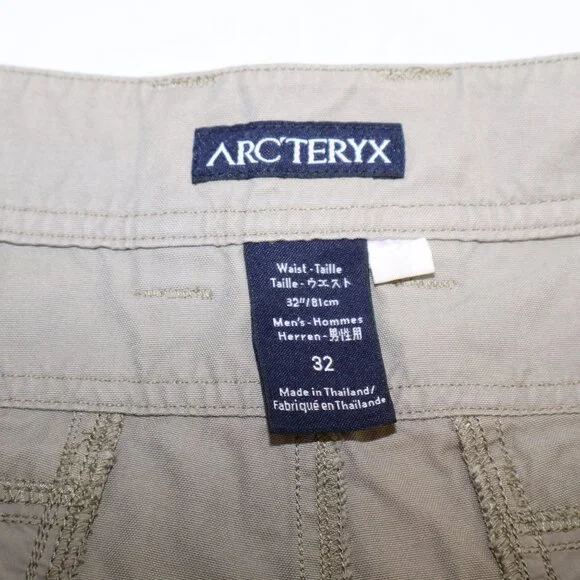 ARC'TERYX
Waist - Taille
Taille - ウエスト
32"/81cm
Men's - Hommes
Herren - 男性用
32
Made in Thailand/
Fabriqué en Thaïlande